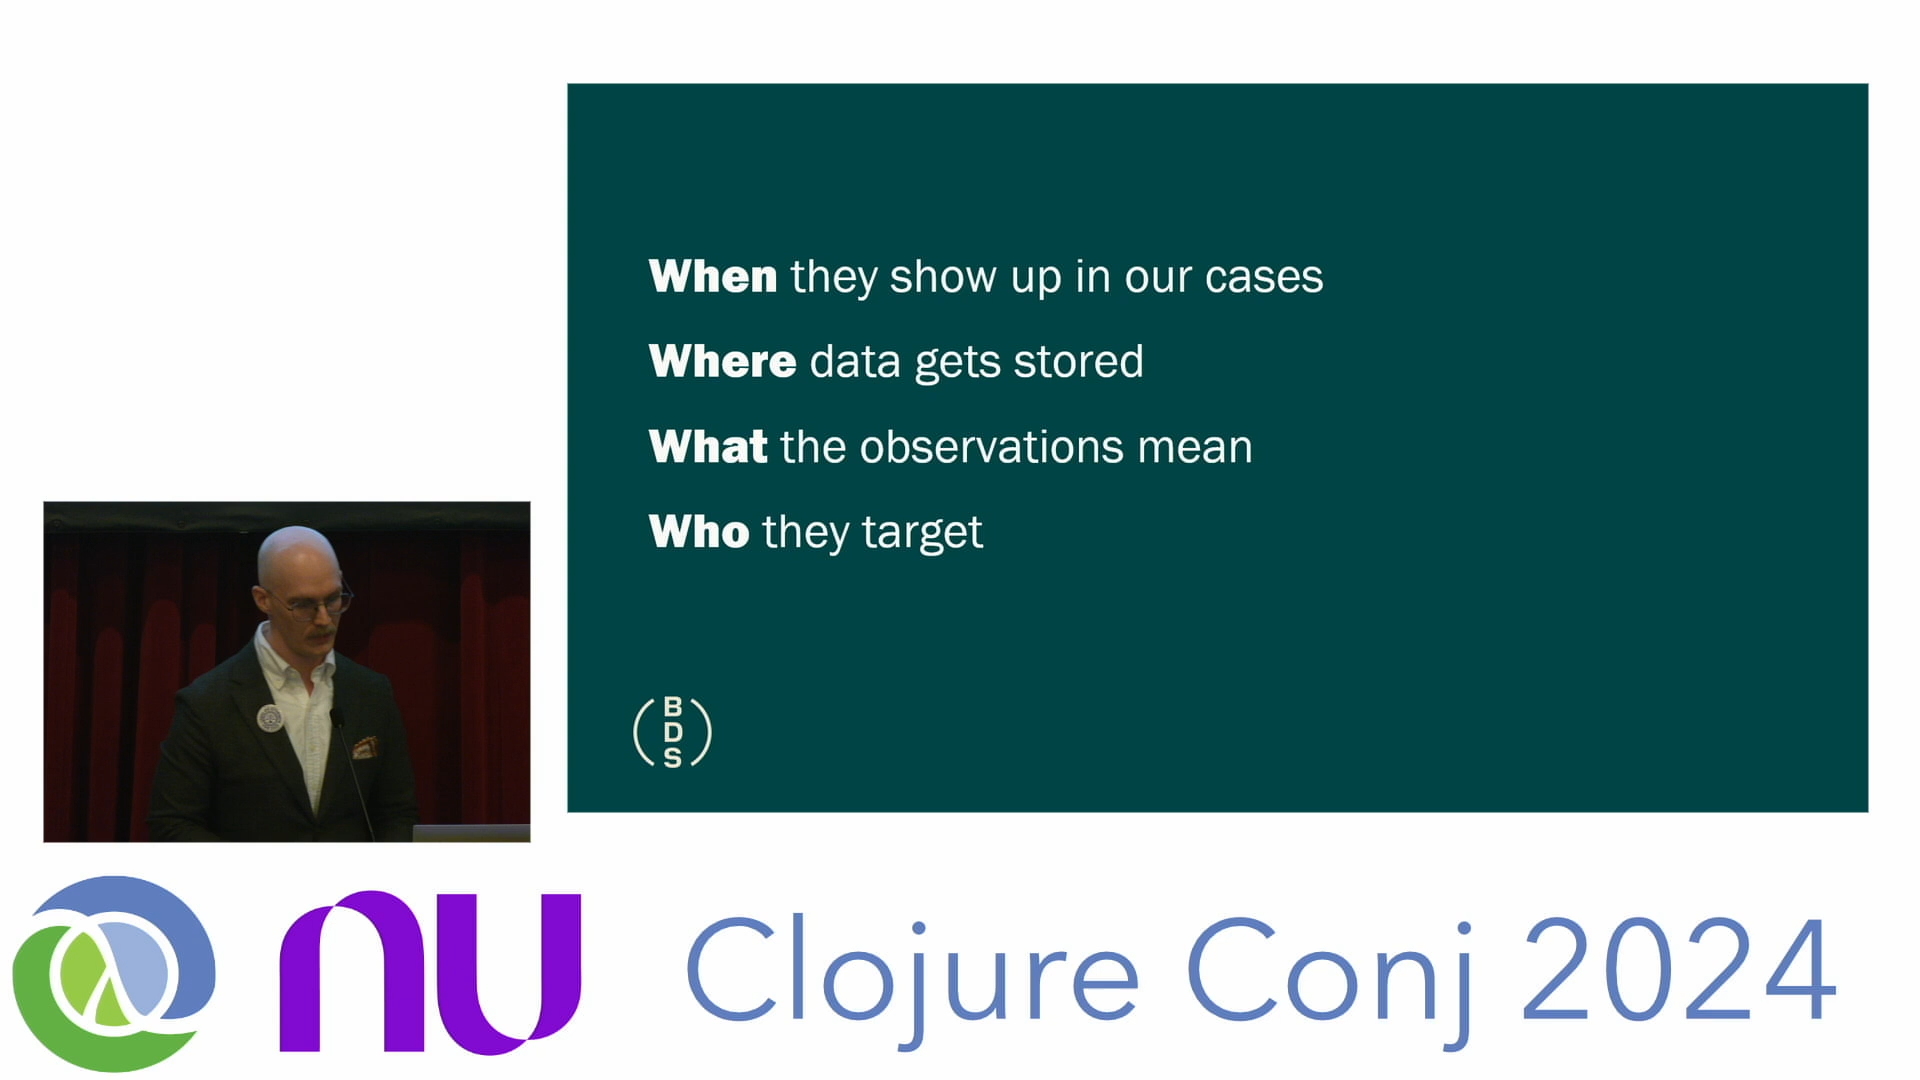 When they show up in our cases
Where data gets stored
What the observations mean
Who they target
B
D
S
nu
Clojure Conj 2024